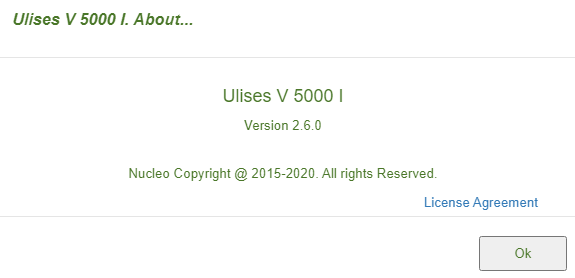 Ulises V 5000 I. About...
Ulises V 5000 I
Version 2.6.0
Nucleo Copyright @ 2015-2020. All rights Reserved.
License Agreement
Ok